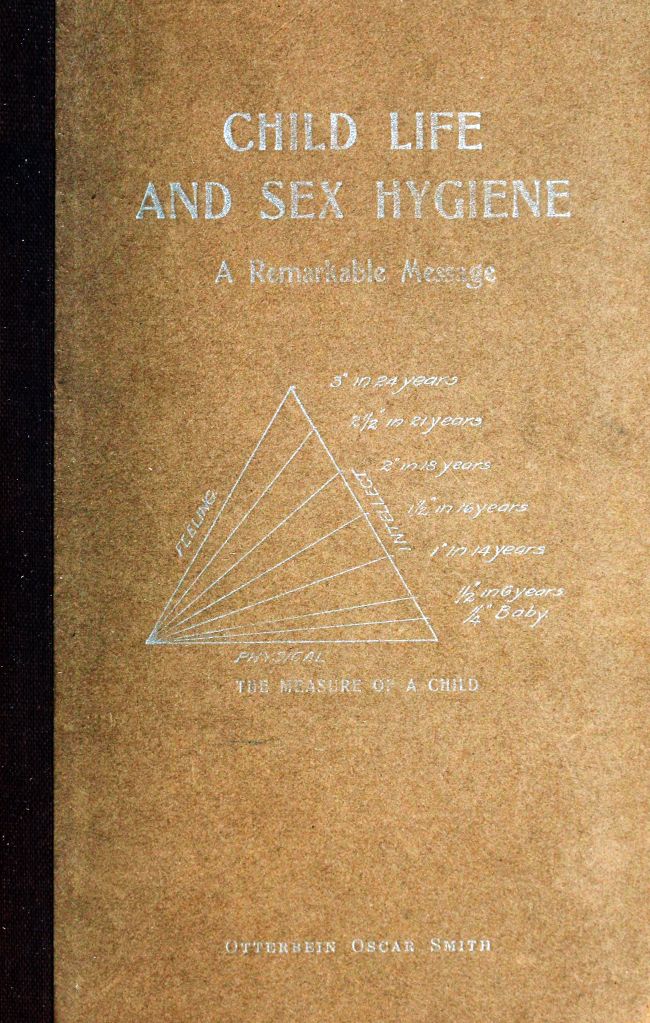 CHILD LIFE
AND SEX HYGIENE
A Remarkable Message
3" in 24 years
2½" in 21 years
2" in 18 years
1½" in 16 years
1" in 14 years
½" in 6 years
¼" Baby.
FEELING
INTELLECT
PHYSICAL
THE MEASURE OF A CHILD
OTTERBEIN OSCAR SMITH